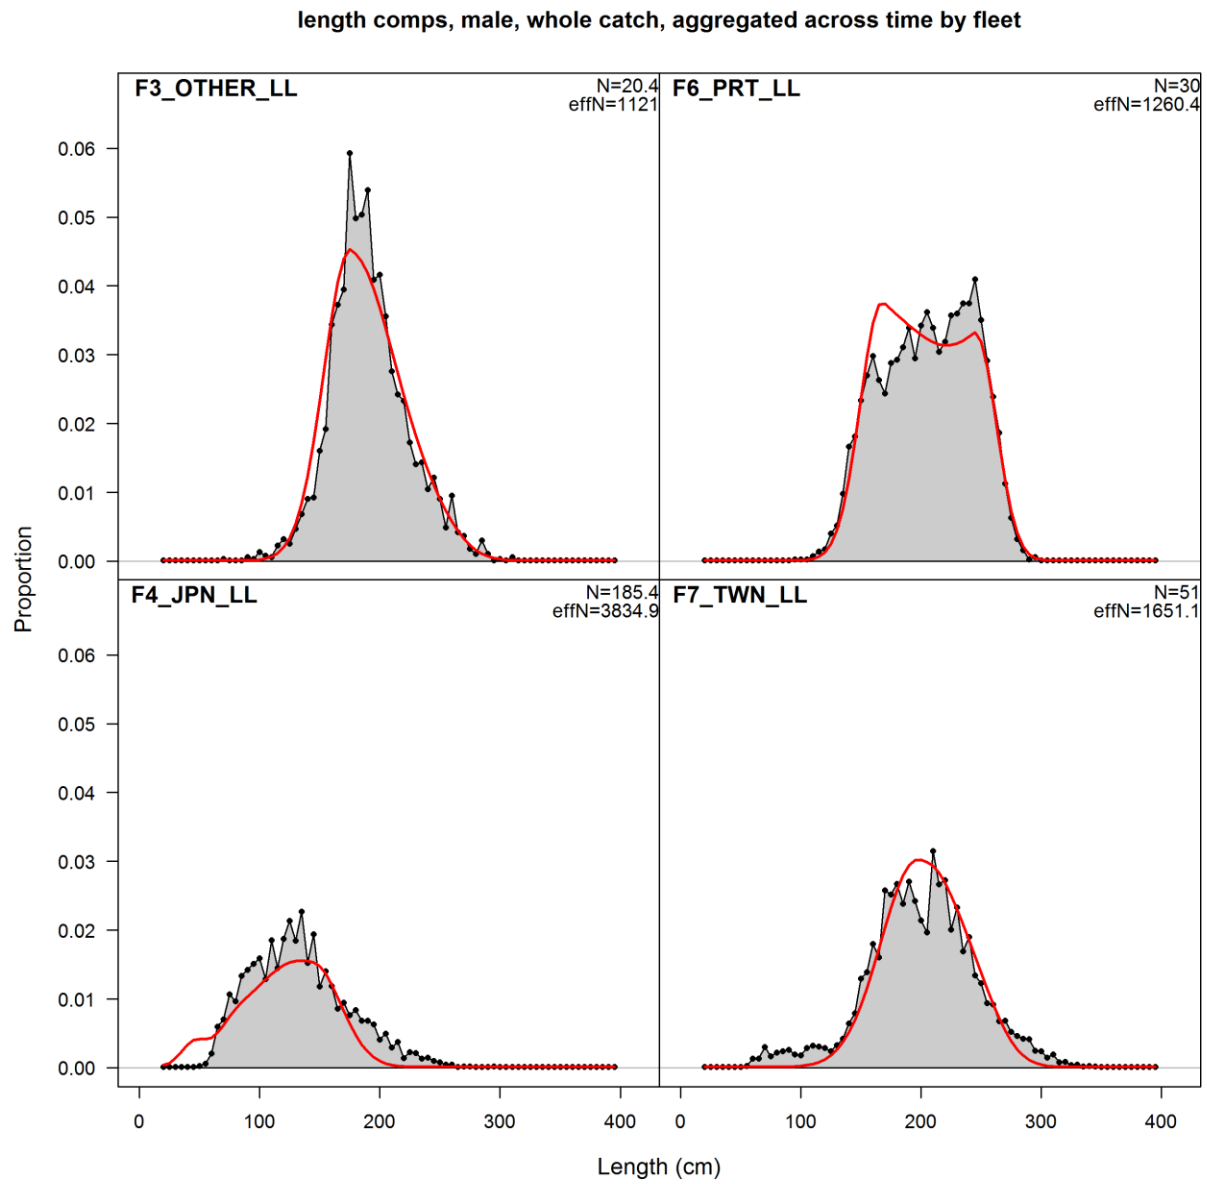 length comps, male, whole catch, aggregated across time by fleet
F3_OTHER_LL
N=20.4
effN=1121
F6_PRT_LL
N=30
effN=1260.4
0.06
0.05
0.04
0.03
0.02
0.01
0.00
F4_JPN_LL
N=185.4
effN=3834.9
F7_TWN_LL
N=51
effN=1651.1
0.06
0.05
0.04
0.03
0.02
0.01
0.00
Proportion
0 100 200 300 400
0 100 200 300 400
Length (cm)